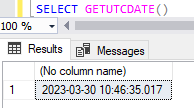 SELECT GETUTCDATE()
100 %
Results
Messages
(No column name)
1
2023-03-30 10:46:35.017